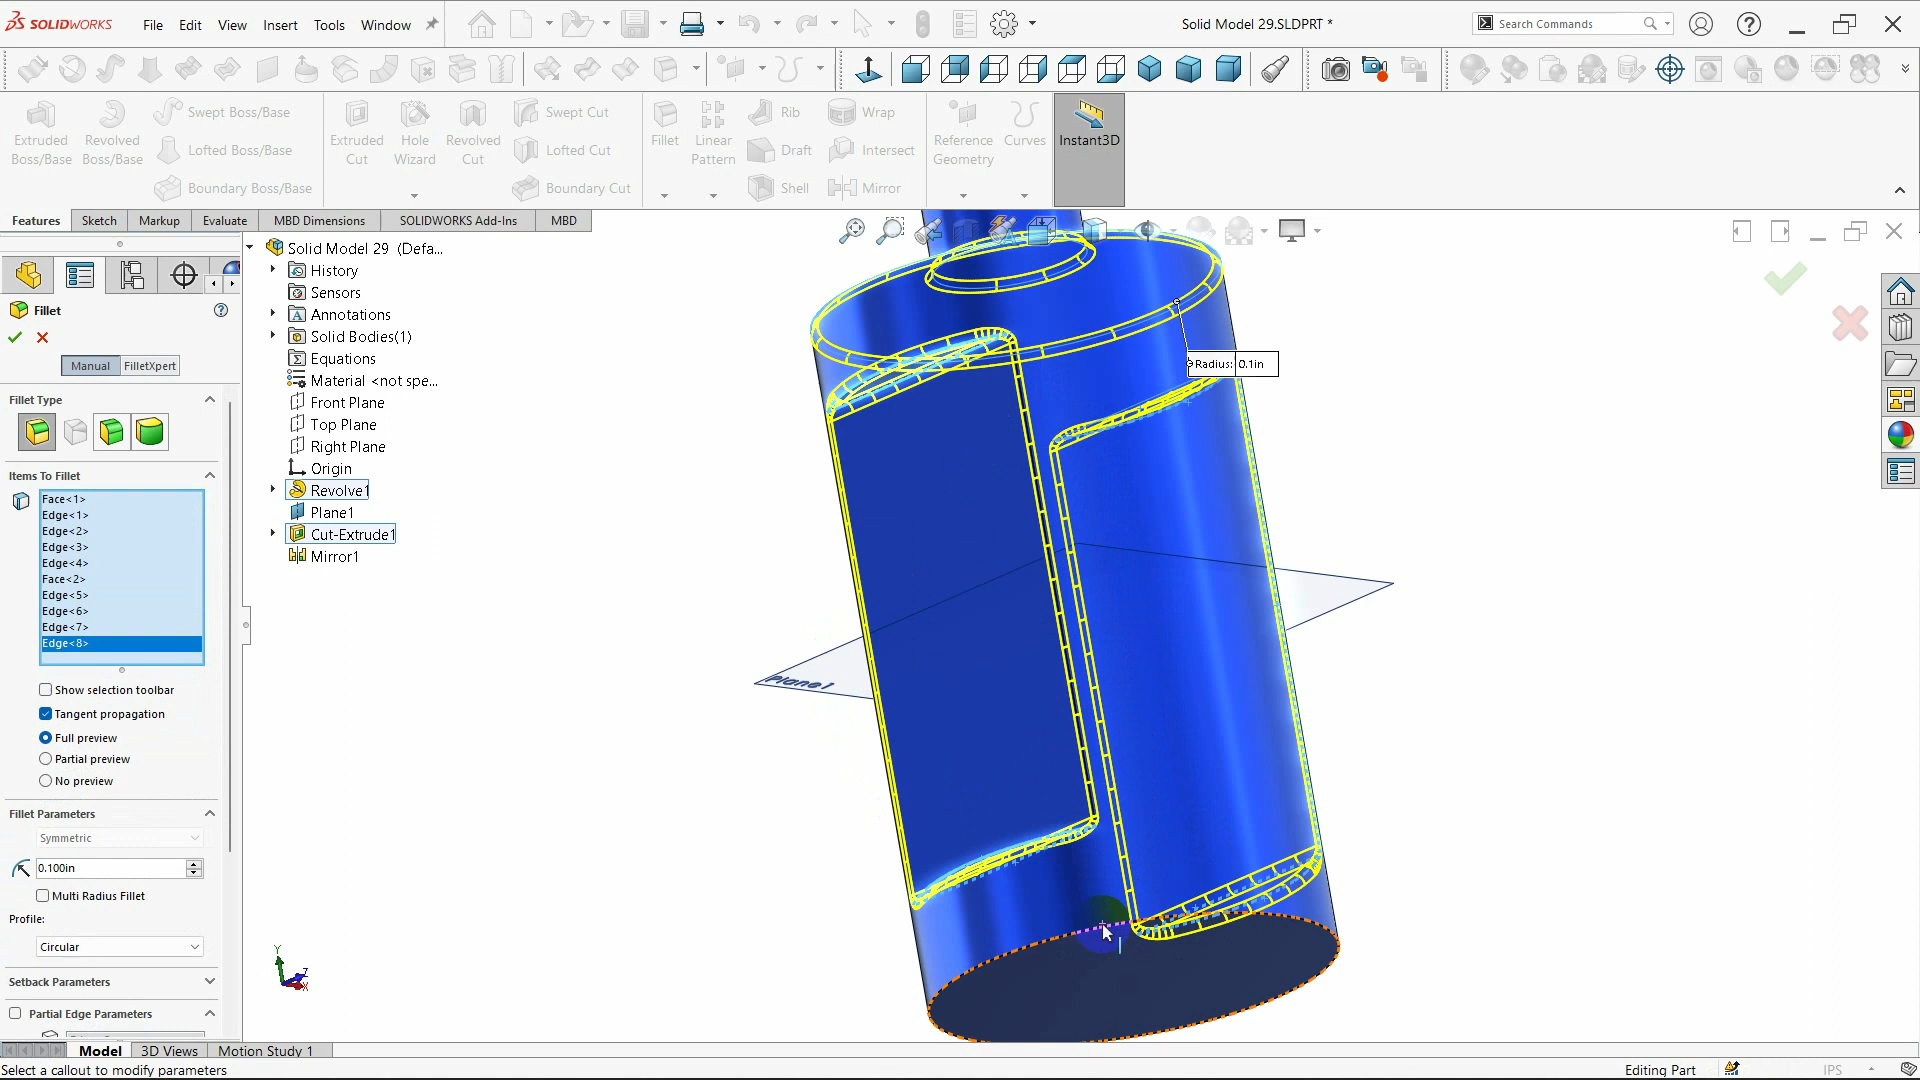 SOLIDWORKS
File Edit View Insert Tools Window
Solid Model 29.SLDPRT *
Search Commands
Extruded Boss/Base
Revolved Boss/Base
Swept Boss/Base
Lofted Boss/Base
Boundary Boss/Base
Extruded Cut
Hole Wizard
Revolved Cut
Swept Cut
Lofted Cut
Boundary Cut
Fillet
Linear Pattern
Rib
Draft
Shell
Wrap
Intersect
Mirror
Reference Geometry
Curves
Instant3D
Features Sketch Markup Evaluate MBD Dimensions SOLIDWORKS Add-Ins MBD
Fillet
Manual FilletXpert
Fillet Type
Items To Fillet
Face<1>
Edge<1>
Edge<2>
Edge<3>
Edge<4>
Face<2>
Edge<5>
Edge<6>
Edge<7>
Edge<8>
Show selection toolbar
Tangent propagation
Full preview
Partial preview
No preview
Fillet Parameters
Symmetric
0.100in
Multi Radius Fillet
Profile:
Circular
Setback Parameters
Partial Edge Parameters
Solid Model 29 (Defa...
History
Sensors
Annotations
Solid Bodies(1)
Equations
Material <not spe...
Front Plane
Top Plane
Right Plane
Origin
Revolve1
Plane1
Cut-Extrude1
Mirror1
Radius: 0.1in
Plane1
Y
Z
X
Model 3D Views Motion Study 1
Select a callout to modify parameters
Editing Part
IPS